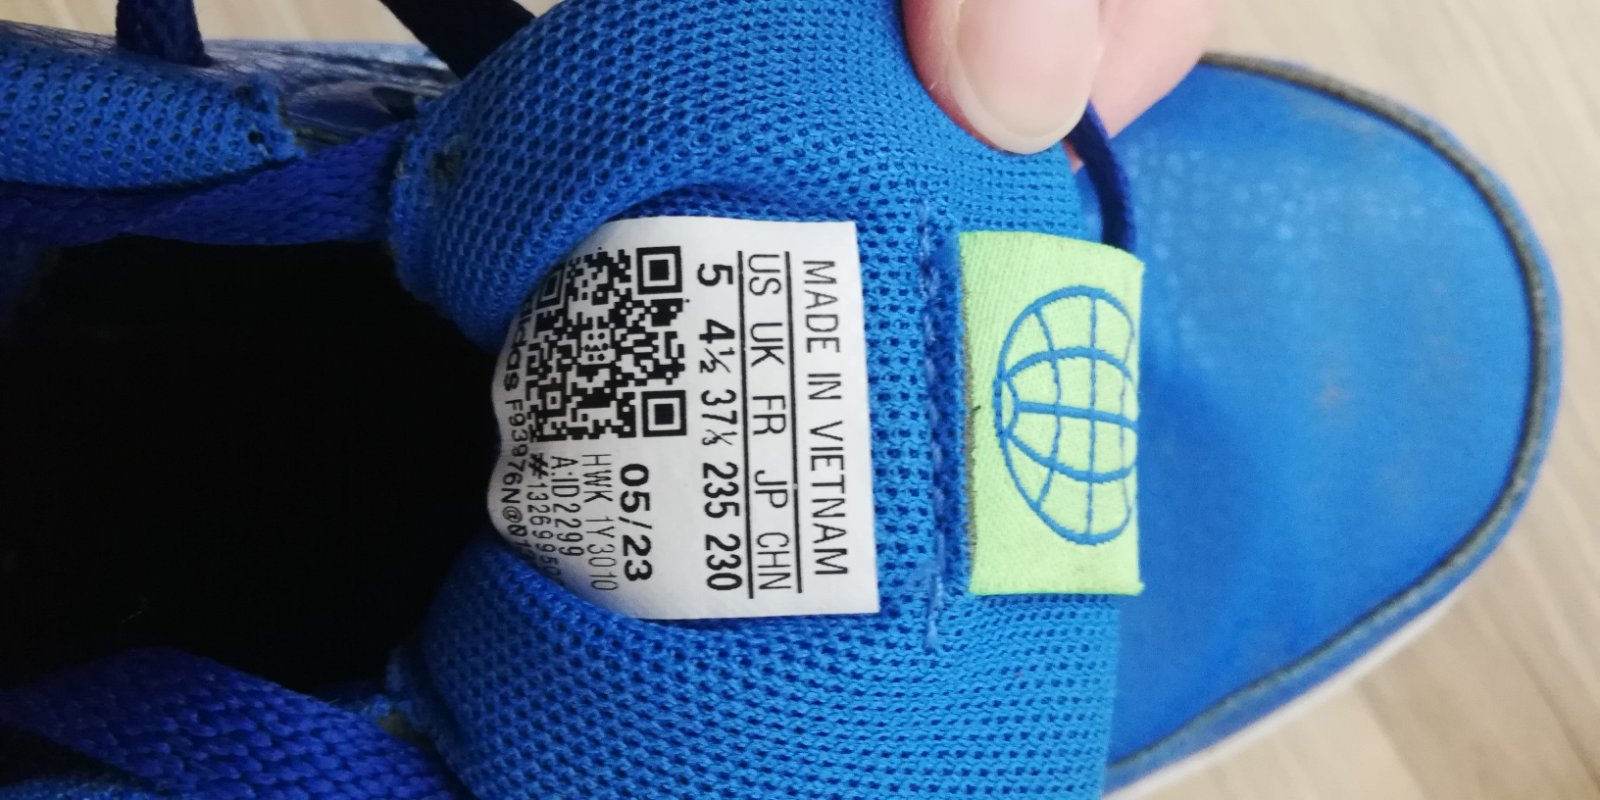 MADE IN VIETNAM
US UK FR JP CHN
5 4½ 37⅓ 235 230
05/23
HWK 1Y3010
A:ID2299
adidas